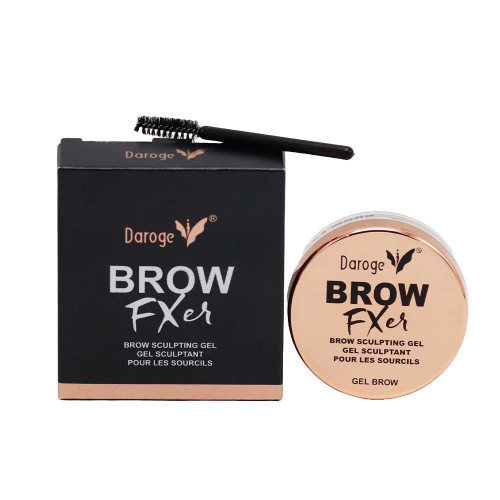 Daroge
Daroge ®
BROW
FXer
BROW SCULPTING GEL
GEL SCULPTANT
POUR LES SOURCILS
Daroge ®
BROW
FXer
BROW SCULPTING GEL
GEL SCULPTANT
POUR LES SOURCILS
GEL BROW